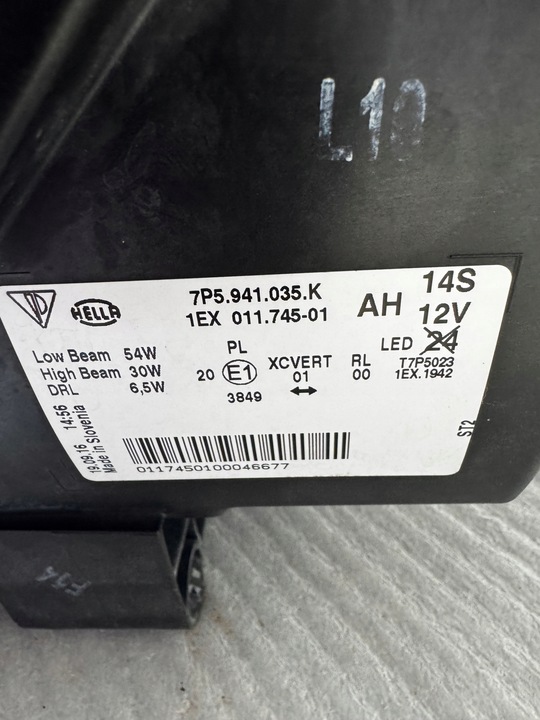 L10
HELLA
7P5.941.035.K
1EX 011.745-01
AH
14S
12V
LED 24
Low Beam 54W
High Beam 30W
DRL 6,5W
PL
20 E1
3849
XCVERT
01
RL
00
T7P5023
1EX.1942
19.09.16 14:56
Made in Slovenia
0117450100046677
ST2